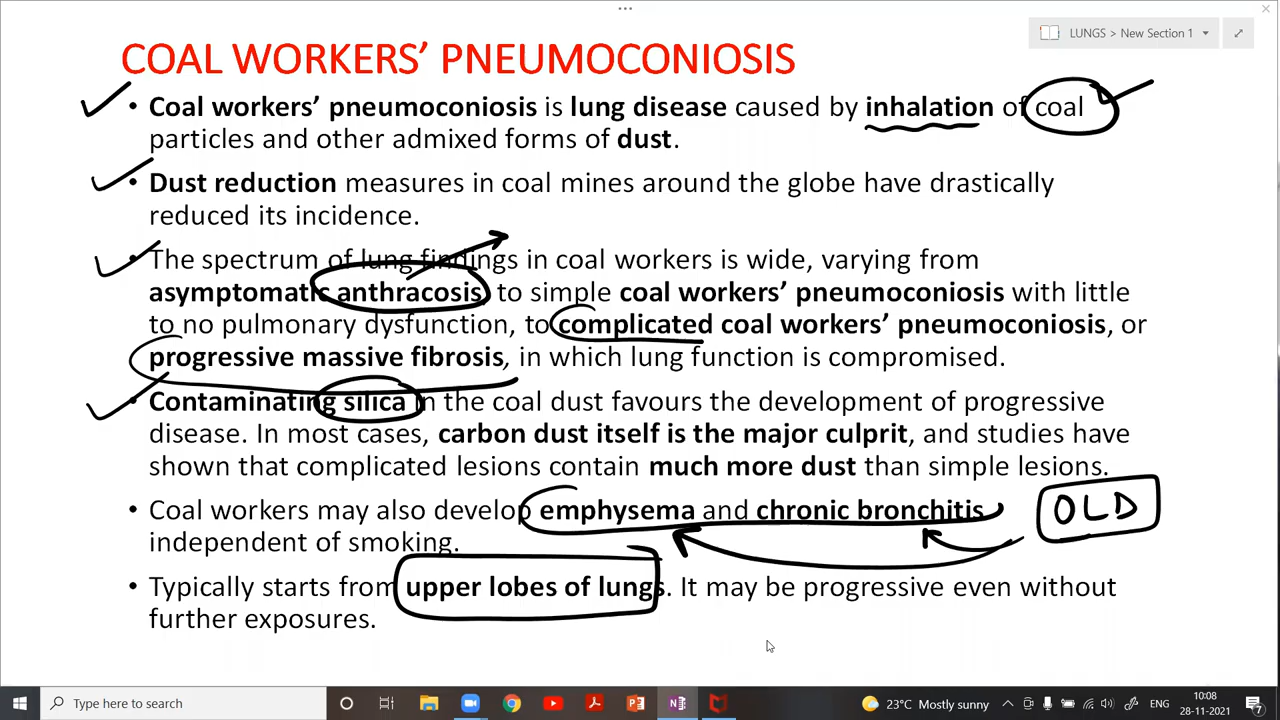 LUNGS > New Section 1
COAL WORKERS' PNEUMOCONIOSIS
• Coal workers' pneumoconiosis is lung disease caused by inhalation of coal
particles and other admixed forms of dust.
• Dust reduction measures in coal mines around the globe have drastically
reduced its incidence.
• The spectrum of lung findings in coal workers is wide, varying from
asymptomatic anthracosis, to simple coal workers' pneumoconiosis with little
to no pulmonary dysfunction, to complicated coal workers' pneumoconiosis, or
progressive massive fibrosis, in which lung function is compromised.
• Contaminating silica in the coal dust favours the development of progressive
disease. In most cases, carbon dust itself is the major culprit, and studies have
shown that complicated lesions contain much more dust than simple lesions.
• Coal workers may also develop emphysema and chronic bronchitis
independent of smoking.
OLD
• Typically starts from upper lobes of lungs. It may be progressive even without
further exposures.
Type here to search
23°C Mostly sunny
ENG
10:08
28-11-2021
7